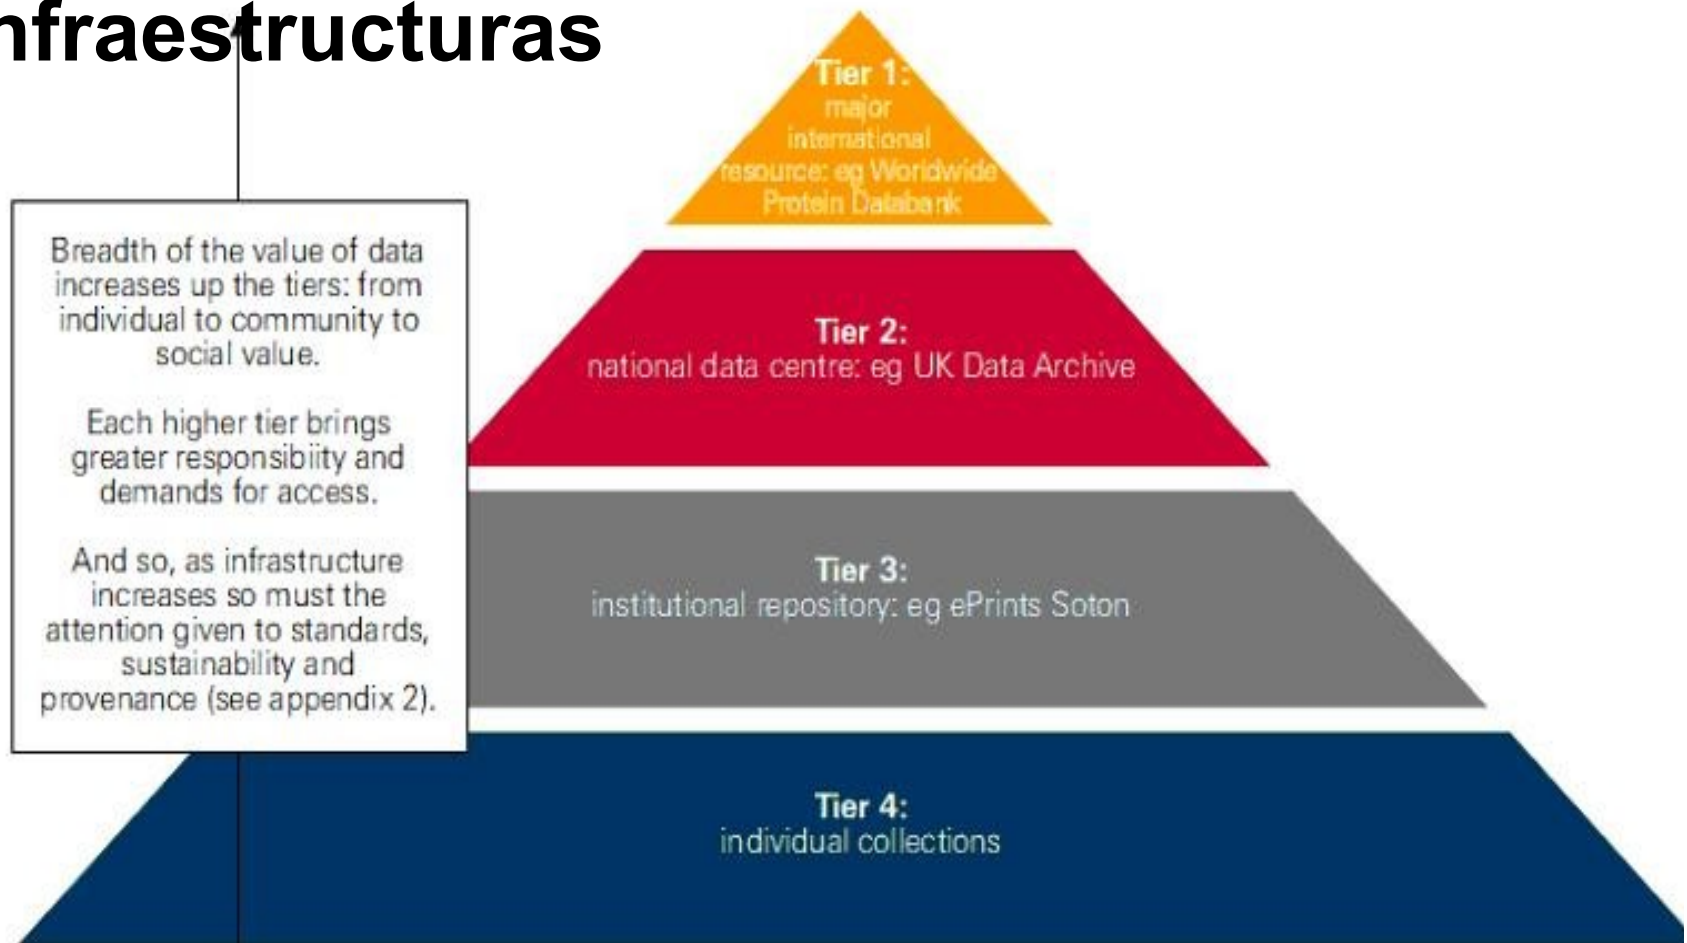 nfraestructuras
Tier 1:
major
international
resource: eg Worldwide
Protein Databank
Breadth of the value of data
increases up the tiers: from
individual to community to
social value.
Each higher tier brings
greater responsibiity and
demands for access.
And so, as infrastructure
increases so must the
attention given to standards,
sustainability and
provenance (see appendix 2).
Tier 2:
national data centre: eg UK Data Archive
Tier 3:
institutional repository: eg ePrints Soton
Tier 4:
individual collections